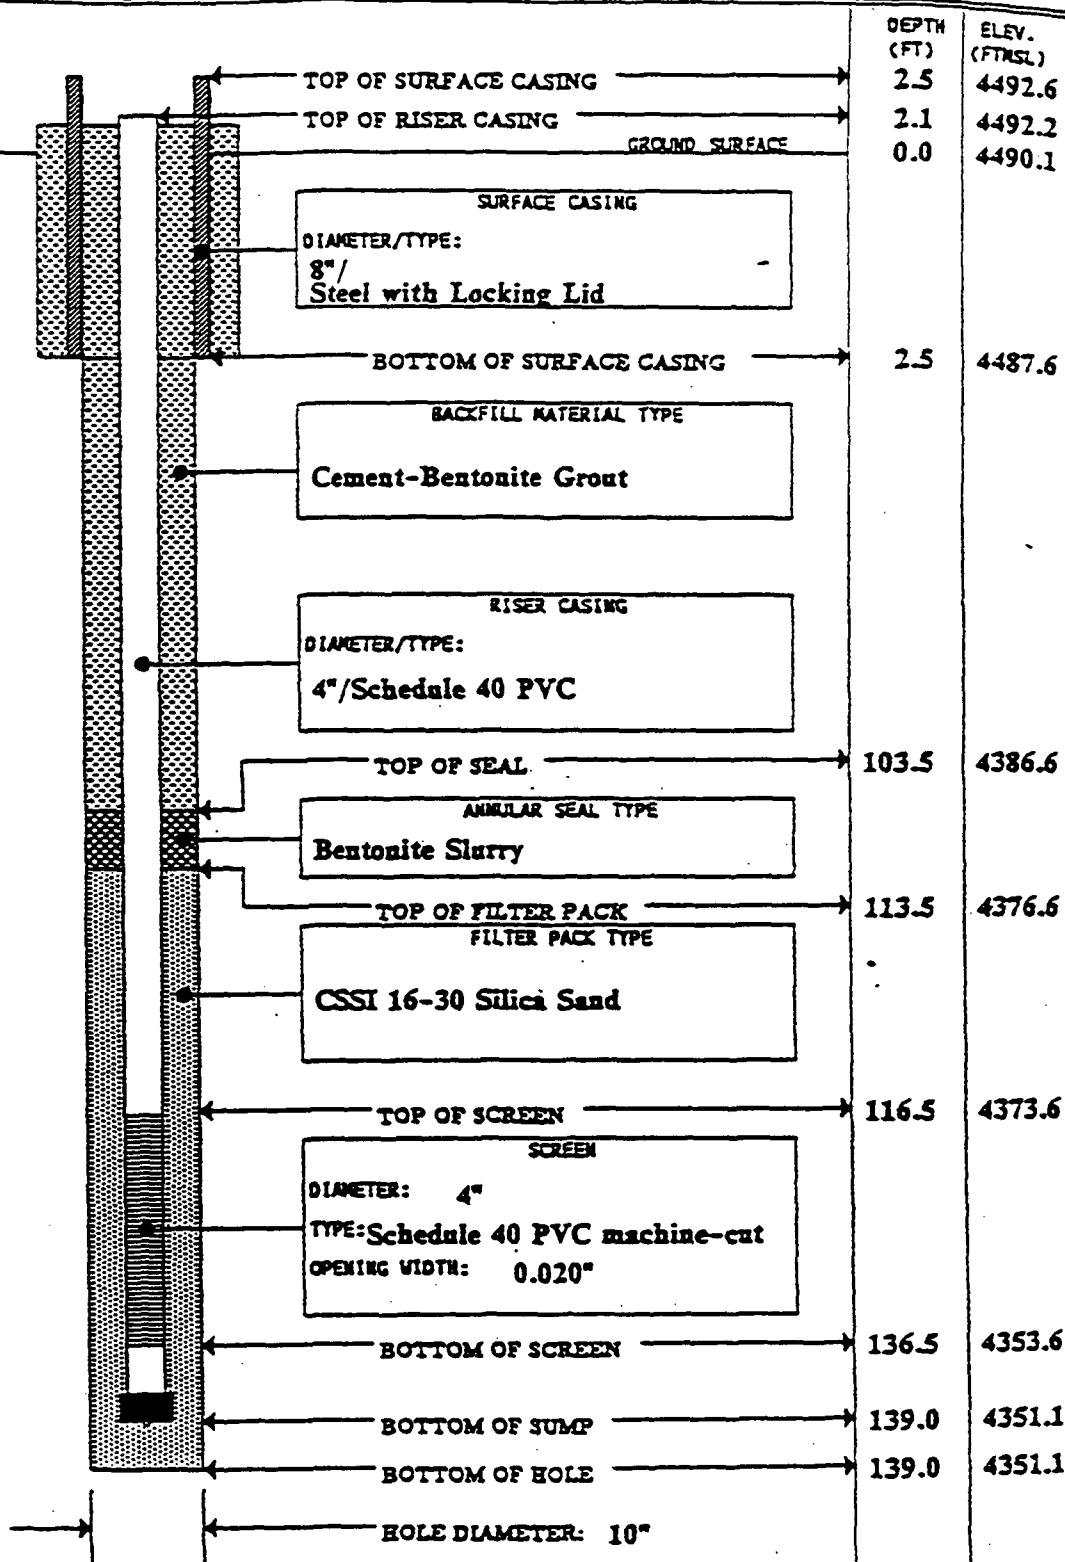 DEPTH ELEV.
(FT) (FTMSL)
TOP OF SURFACE CASING 2.5 4492.6
TOP OF RISER CASING 2.1 4492.2
GROUND SURFACE 0.0 4490.1
SURFACE CASING
DIAMETER/TYPE:
8"/
Steel with Locking Lid
BOTTOM OF SURFACE CASING 2.5 4487.6
BACKFILL MATERIAL TYPE
Cement-Bentonite Grout
RISER CASING
DIAMETER/TYPE:
4"/Schedule 40 PVC
TOP OF SEAL 103.5 4386.6
ANNULAR SEAL TYPE
Bentonite Slurry
TOP OF FILTER PACK 113.5 4376.6
FILTER PACK TYPE
CSSI 16-30 Silica Sand
TOP OF SCREEN 116.5 4373.6
SCREEN
DIAMETER: 4"
TYPE: Schedule 40 PVC machine-cut
OPENING WIDTH: 0.020"
BOTTOM OF SCREEN 136.5 4353.6
BOTTOM OF SUMP 139.0 4351.1
BOTTOM OF HOLE 139.0 4351.1
HOLE DIAMETER: 10"